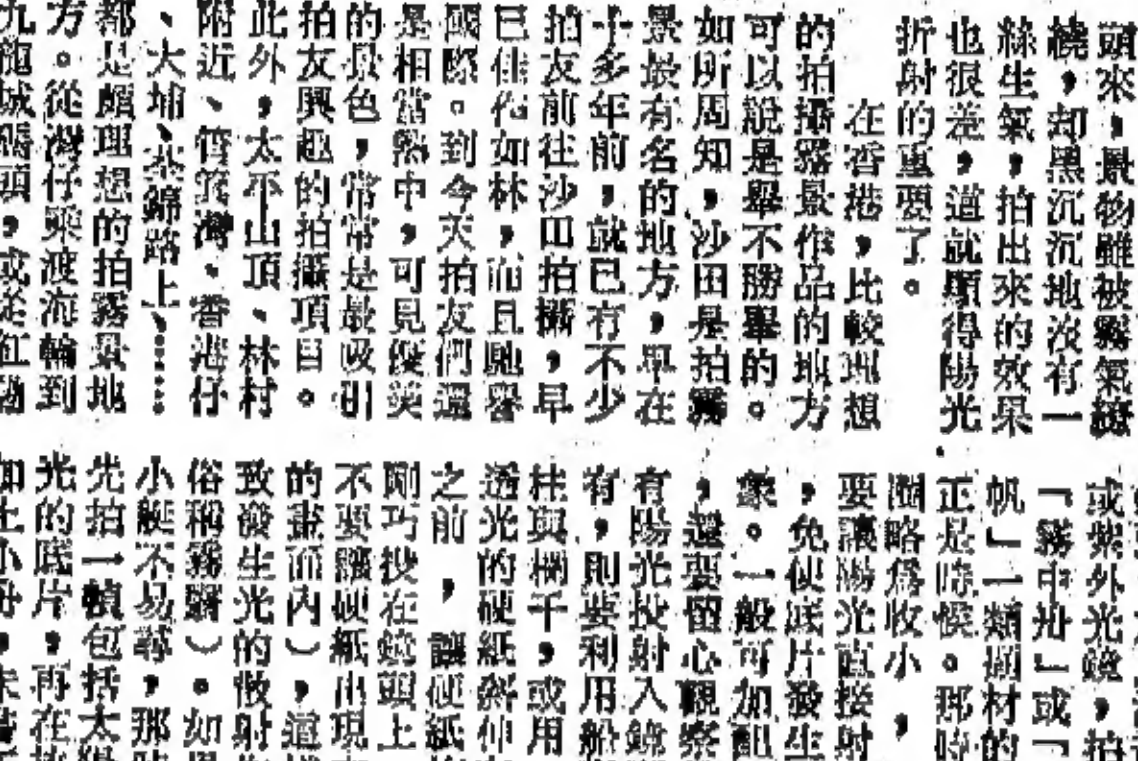 頭來，景物雖被霧氣繚
繞，却黑沉沉地沒有一
絲生氣，拍出來的效果
也很差，這就顯得陽光
折射的重要了。
在香港，比較理想
的拍攝霧景作品的地方
可以說是舉不勝舉的。
如所周知，沙田是拍霧
景最有名的地方，單在
十多年前，就已有不少
拍友前往沙田拍攝，早
已佳作如林，而且馳譽
國際。到今天拍友們還
是相當熱中，可見優美
的景色，常常是最吸引
拍友興趣的拍攝項目。
此外，太平山頂、林村
附近、筲箕灣、香港仔
、大埔、林錦路上、……
都是頗理想的拍霧景地
方。從灣仔乘渡海輪到
九龍城碼頭，或從紅磡
或紫外光鏡，拍
「霧中舟」或「
帆」一類題材的
正是時候。那時
圈略爲收小，
要讓陽光直接射
，免使底片發生
象。一般可加配
，還要留心觀察
有陽光投射入鏡
有，則要利用船
柱與欄干，或用
透光的硬紙斜伸
之前，讓硬紙
剛巧投在鏡頭上
不要讓硬紙出現
的畫面內），這樣
致發生光的散射
俗稱霧翳）。如果
小艇不易尋，那時
先拍一幀包括太陽
光的底片，再在
加上小舟，